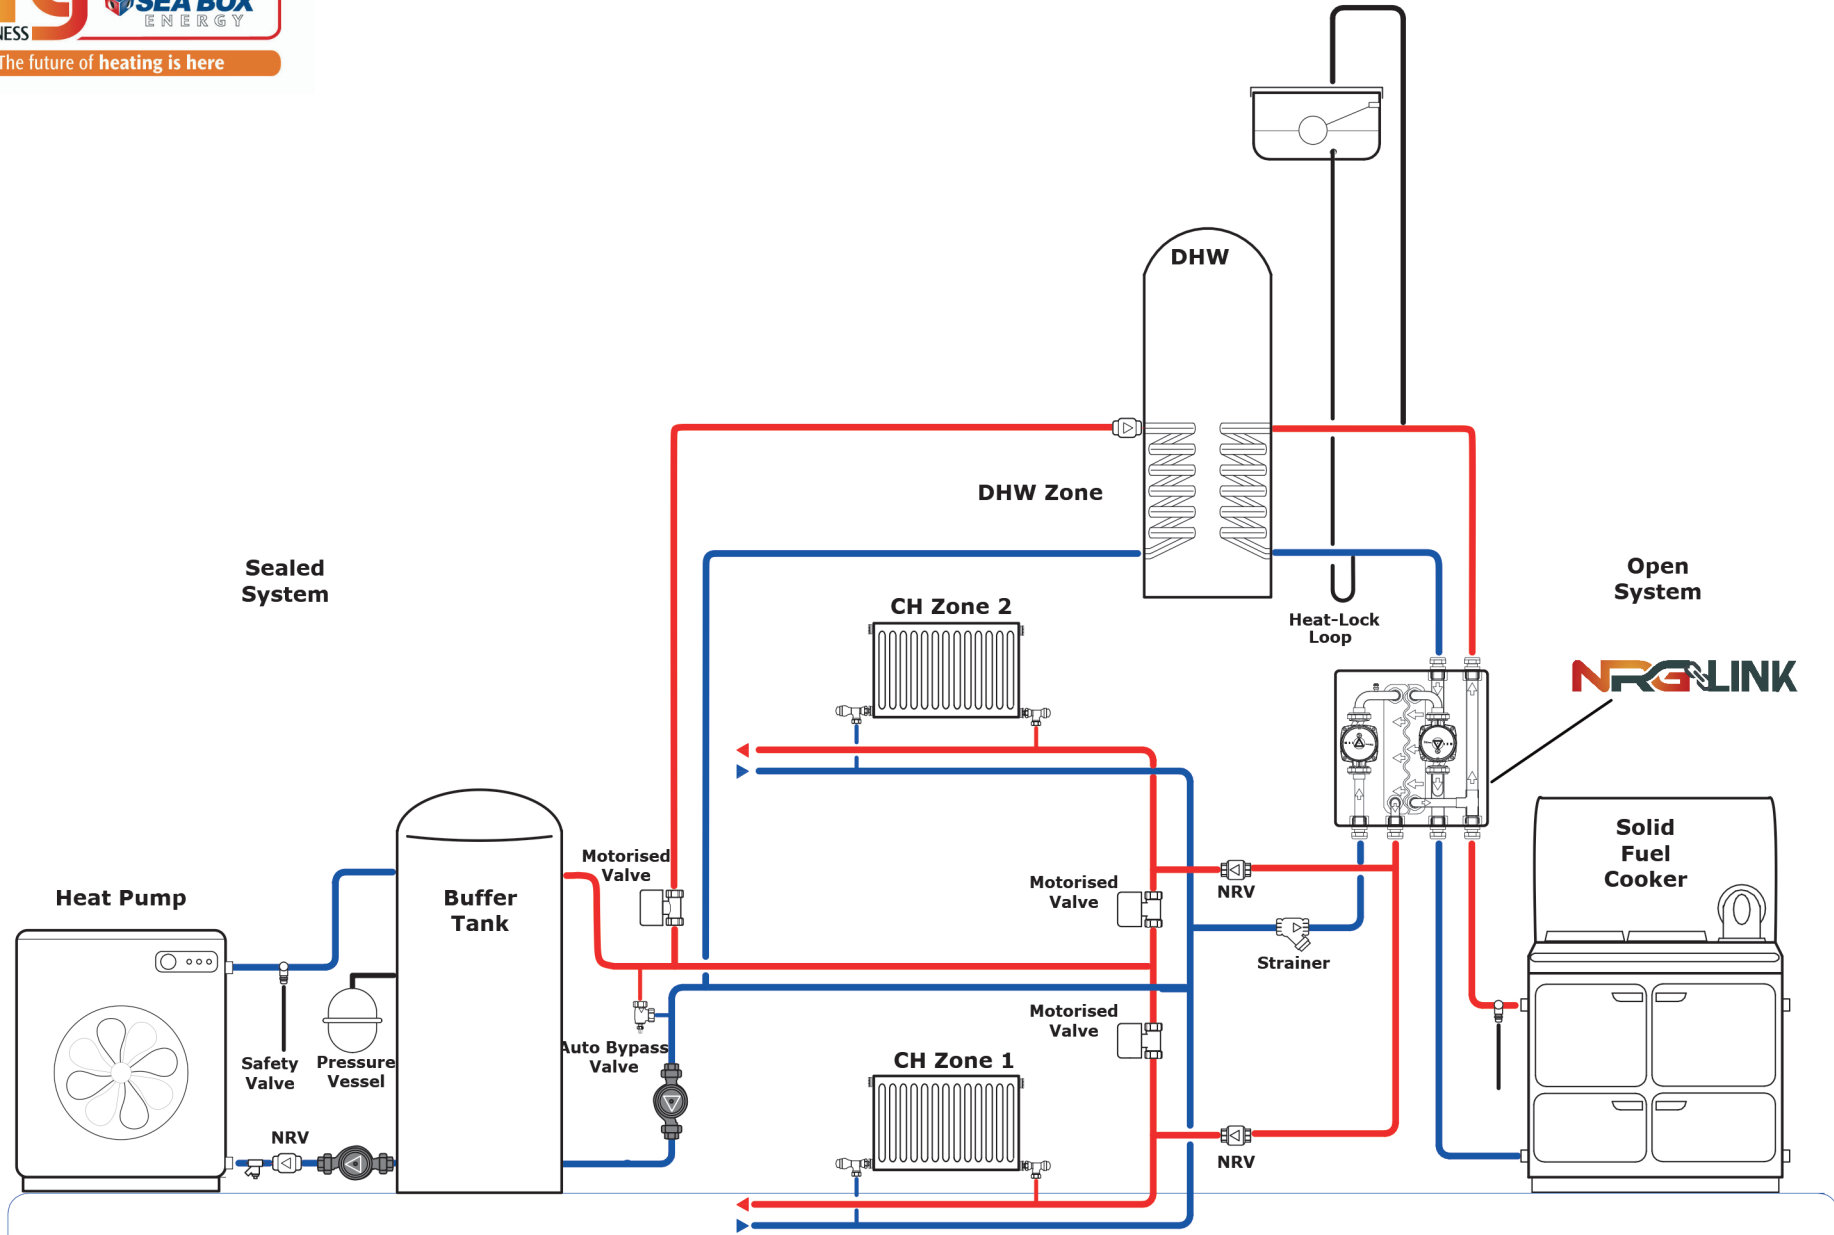 NESS
SEA BOX
ENERGY
The future of heating is here
DHW
DHW Zone
Sealed
System
Open
System
CH Zone 2
Heat-Lock
Loop
NRG LINK
Solid
Fuel
Cooker
Motorised
Valve
Heat Pump
Buffer
Tank
Motorised
Valve
NRV
Strainer
Motorised
Valve
Auto Bypass
Valve
CH Zone 1
Safety
Valve
Pressure
Vessel
NRV
NRV